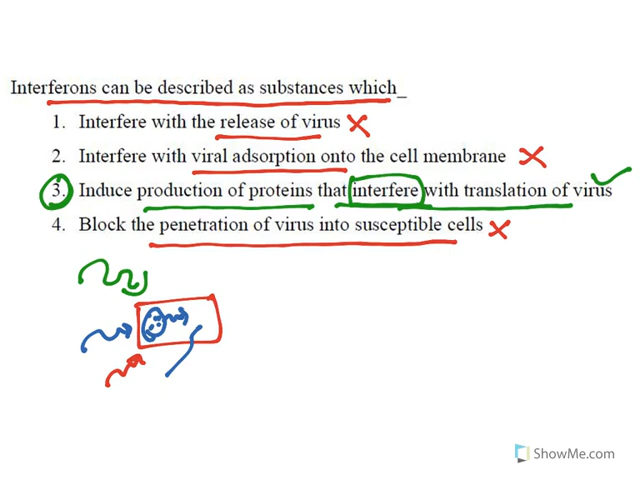 Interferons can be described as substances which_
1. Interfere with the release of virus
2. Interfere with viral adsorption onto the cell membrane
3. Induce production of proteins that interfere with translation of virus
4. Block the penetration of virus into susceptible cells
ShowMe.com